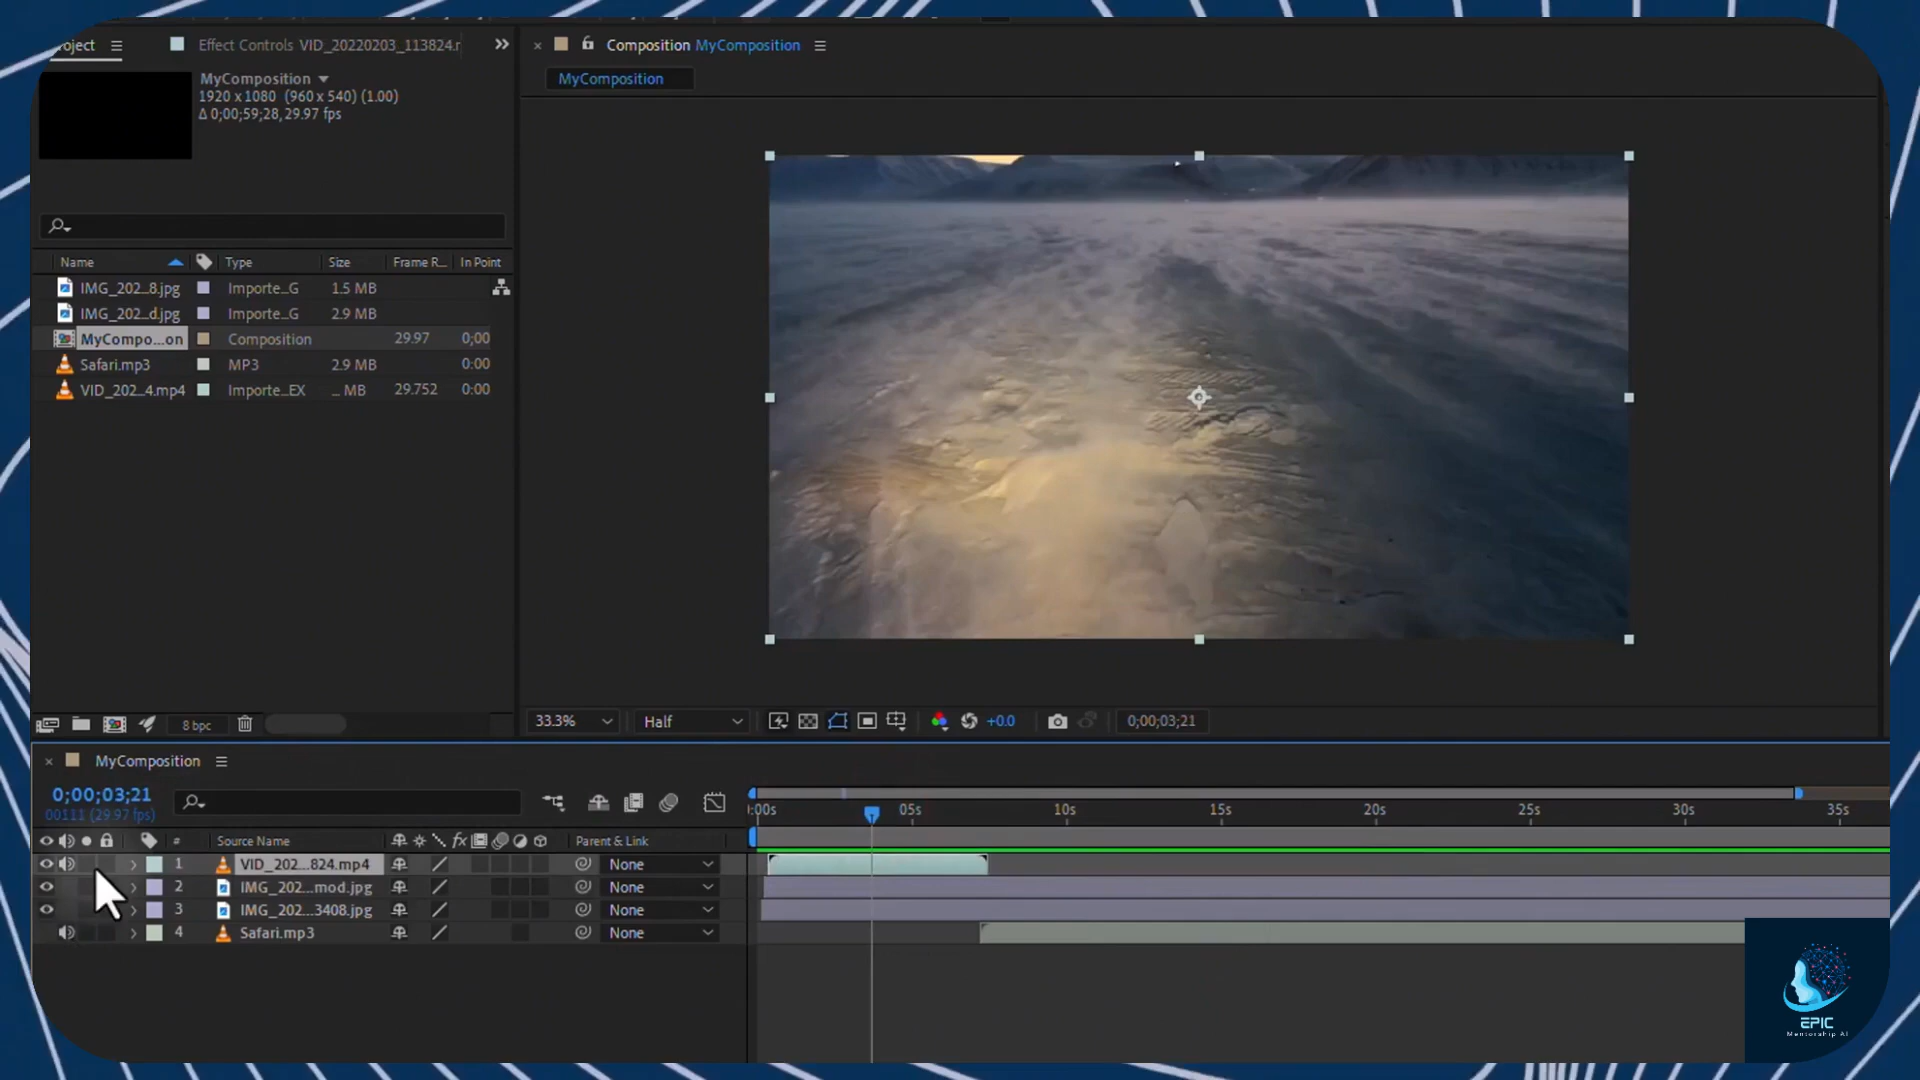 roject
Effect Controls VID_20220203_113824.r
Composition MyComposition
MyComposition
MyComposition
1920 x 1080 (960 x 540) (1.00)
Δ 0;00;59;28, 29.97 fps
Name Type Size Frame R... In Point
IMG_202...8.jpg Importe...G 1.5 MB
IMG_202...d.jpg Importe...G 2.9 MB
MyCompo...on Composition 29.97 0;00
Safari.mp3 MP3 2.9 MB 0:00
VID_202...4.mp4 Importe...EX ... MB 29.752 0:00
8 bpc
33.3% Half +0.0 0;00;03;21
MyComposition
0;00;03;21
00111 (29.97 fps)
):00s 05s 10s 15s 20s 25s 30s 35s
# Source Name fx Parent & Link
1 VID_202...824.mp4 None
2 IMG_202...mod.jpg None
3 IMG_202...3408.jpg None
4 Safari.mp3 None
EPIC
Mentorship AI